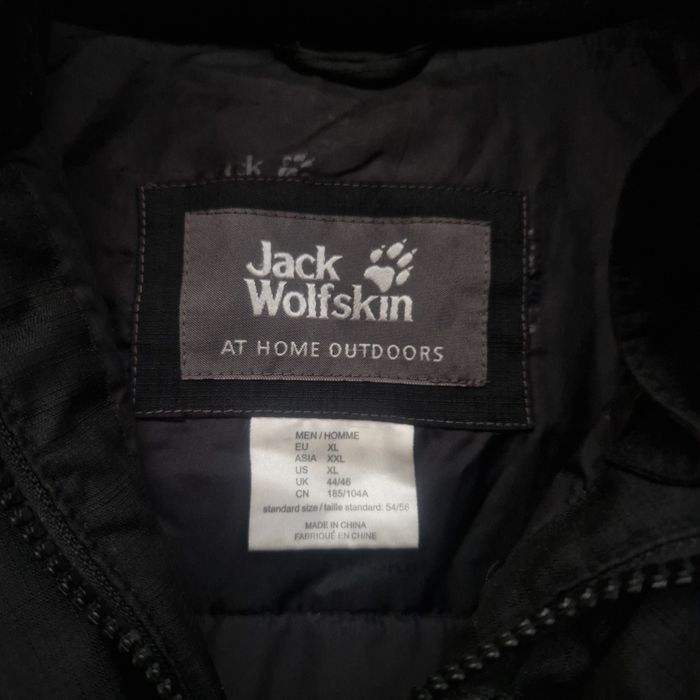 Jack
Wolfskin
AT HOME OUTDOORS
MEN / HOMME
EU XL
ASIA XXL
US XL
UK 44/46
CN 185/104A
standard size / taille standard: 54/56
MADE IN CHINA
FABRIQUÉ EN CHINE